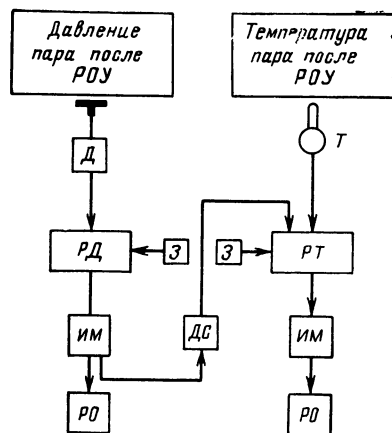 Давление
пара после
РОУ
Температура
пара после
РОУ
Д
Т
РД
З
З
РТ
ИМ
ДС
ИМ
РО
РО